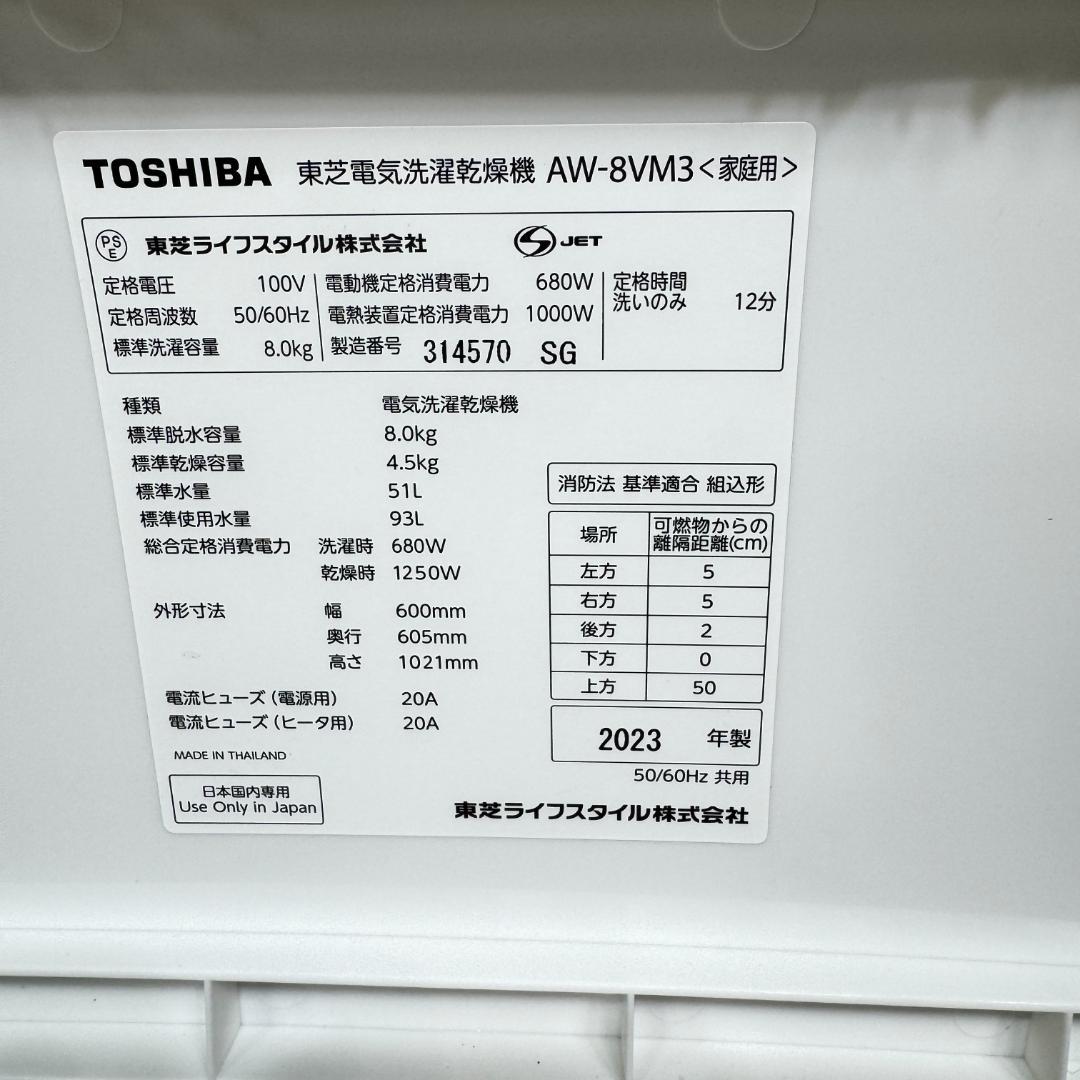 TOSHIBA 東芝電気洗濯乾燥機 AW-8VM3<家庭用>
PSE 東芝ライフスタイル株式会社 S JET
定格電圧 100V 電動機定格消費電力 680W 定格時間
定格周波数 50/60Hz 電熱装置定格消費電力 1000W 洗いのみ 12分
標準洗濯容量 8.0kg 製造番号 314570 SG
種類 電気洗濯乾燥機
標準脱水容量 8.0kg
標準乾燥容量 4.5kg
標準水量 51L
標準使用水量 93L
総合定格消費電力 洗濯時 680W
乾燥時 1250W
外形寸法 幅 600mm
奥行 605mm
高さ 1021mm
電流ヒューズ(電源用) 20A
電流ヒューズ(ヒータ用) 20A
MADE IN THAILAND
日本国内専用
Use Only in Japan
消防法 基準適合 組込形
場所 可燃物からの
離隔距離(cm)
左方 5
右方 5
後方 2
下方 0
上方 50
2023 年製
50/60Hz 共用
東芝ライフスタイル株式会社